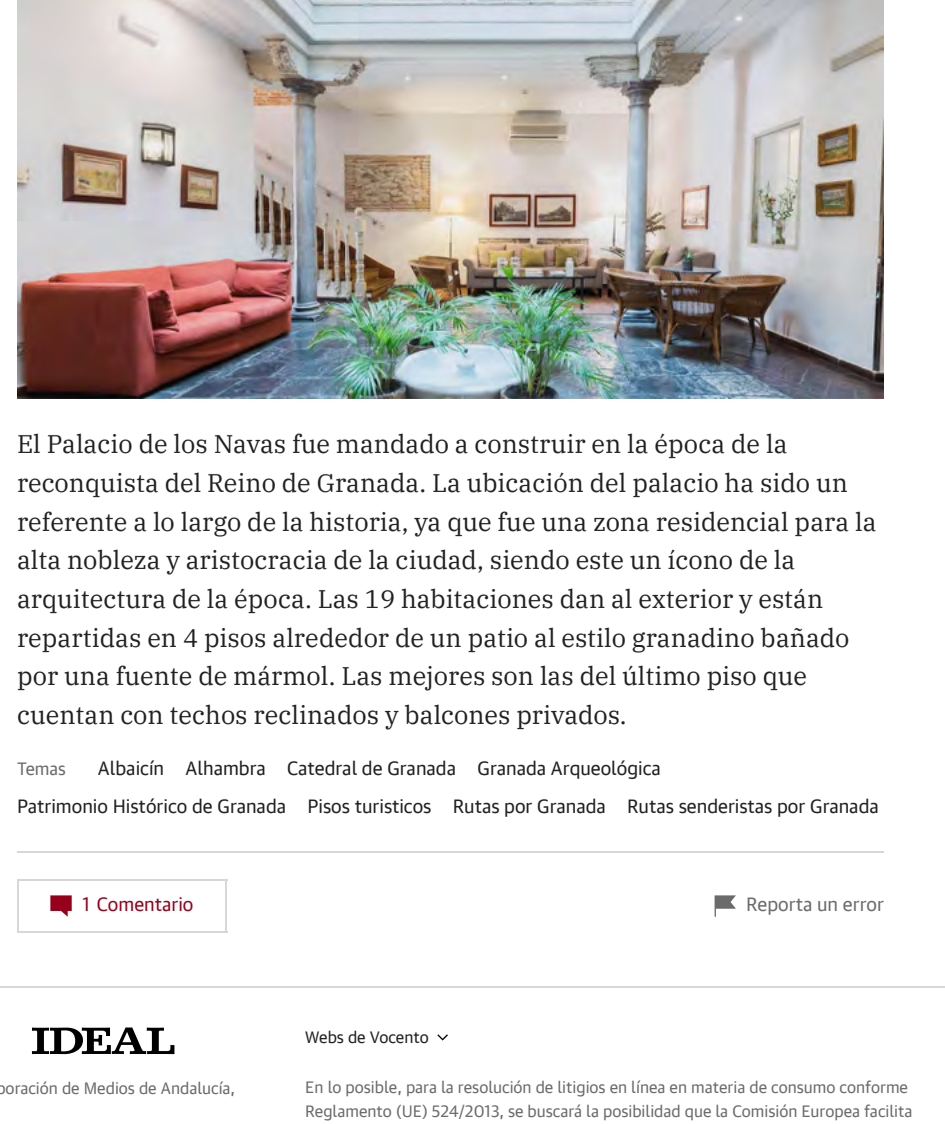 El Palacio de los Navas fue mandado a construir en la época de la
reconquista del Reino de Granada. La ubicación del palacio ha sido un
referente a lo largo de la historia, ya que fue una zona residencial para la
alta nobleza y aristocracia de la ciudad, siendo este un ícono de la
arquitectura de la época. Las 19 habitaciones dan al exterior y están
repartidas en 4 pisos alrededor de un patio al estilo granadino bañado
por una fuente de mármol. Las mejores son las del último piso que
cuentan con techos reclinados y balcones privados.
Temas Albaicín Alhambra Catedral de Granada Granada Arqueológica
Patrimonio Histórico de Granada Pisos turisticos Rutas por Granada Rutas senderistas por Granada
1 Comentario
Reporta un error
IDEAL
poración de Medios de Andalucía,
Webs de Vocento
En lo posible, para la resolución de litigios en línea en materia de consumo conforme
Reglamento (UE) 524/2013, se buscará la posibilidad que la Comisión Europea facilita